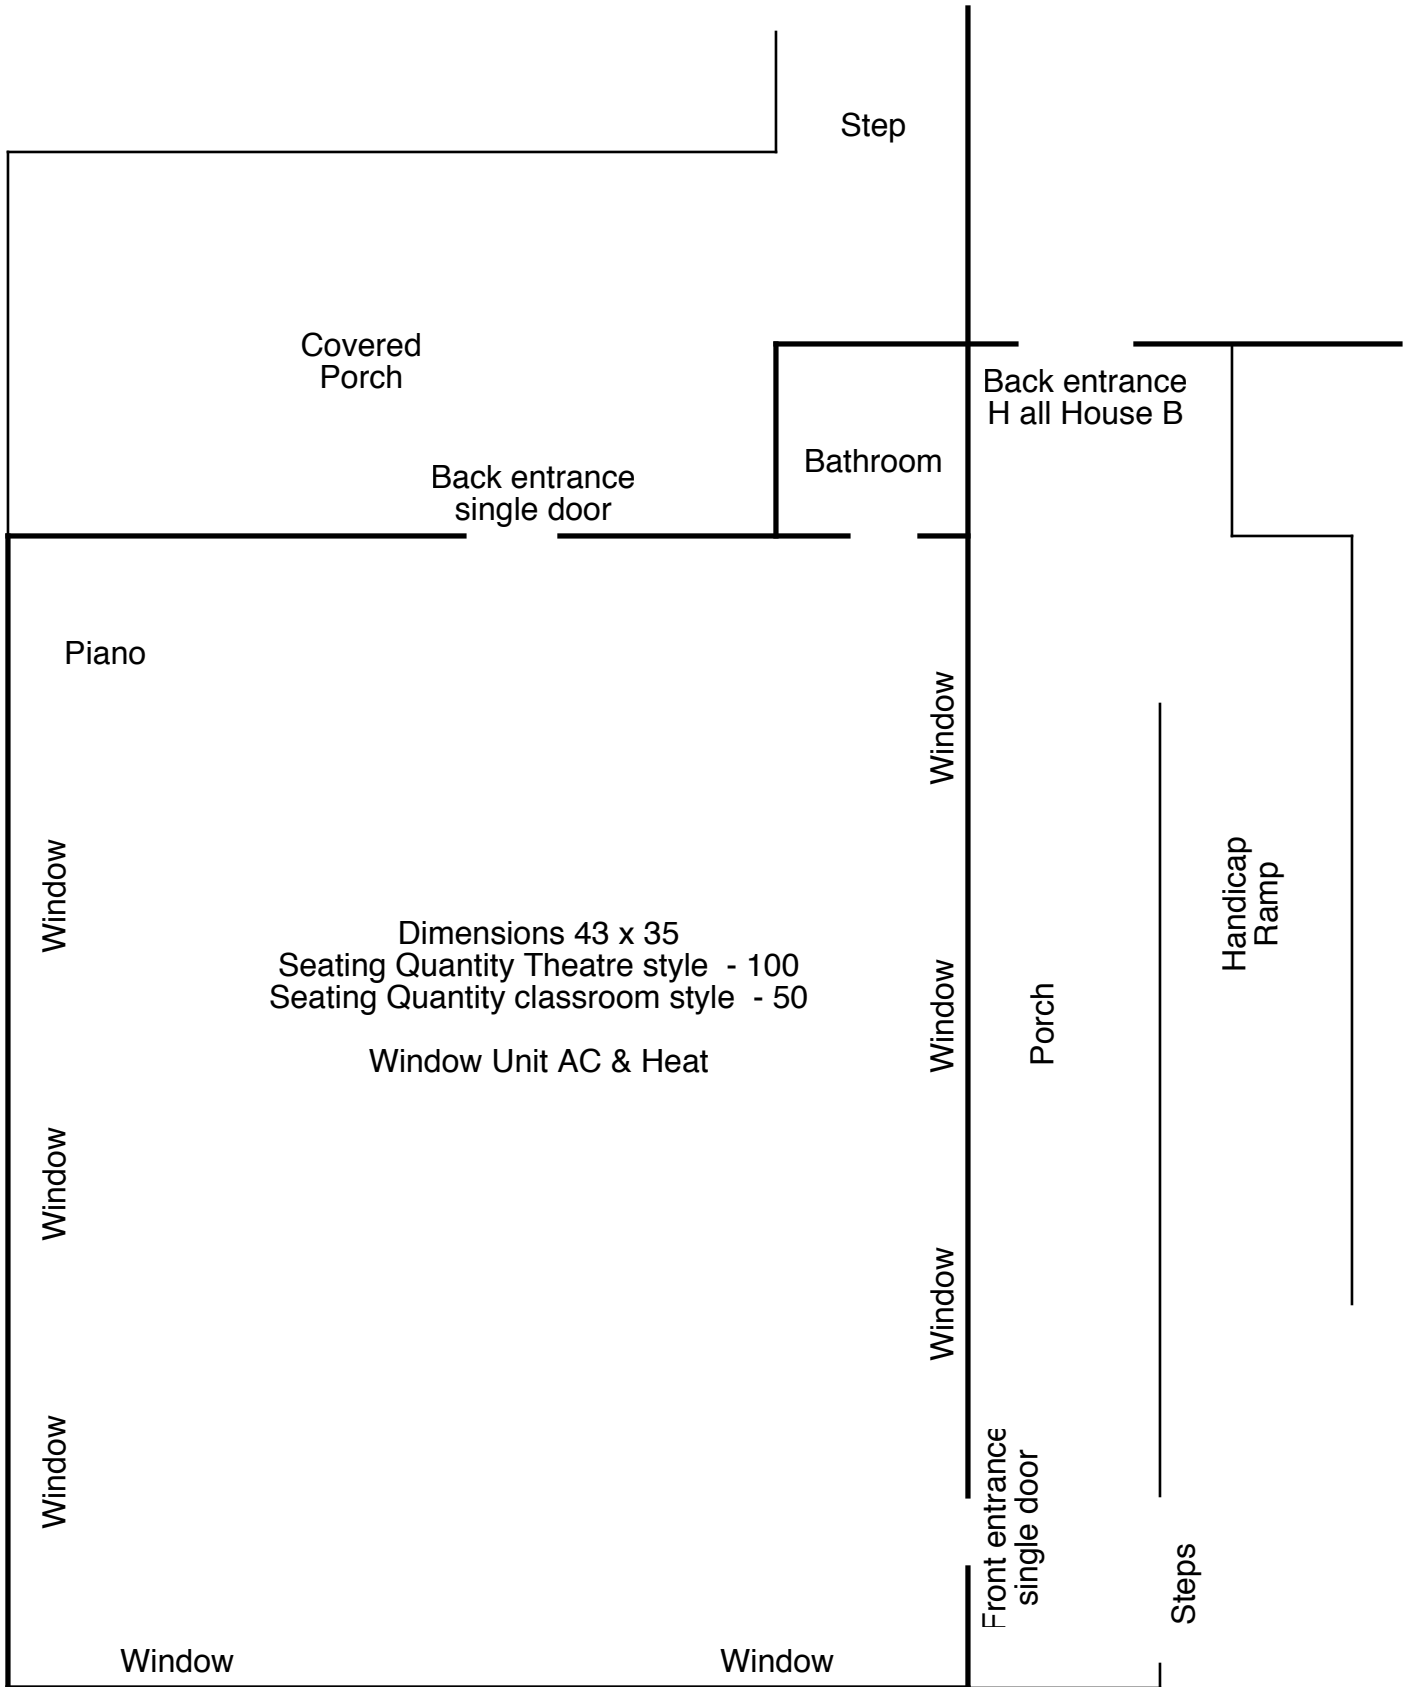 Step
Covered
Porch
Back entrance
H all House B
Bathroom
Back entrance
single door
Piano
Window
Window
Handicap
Ramp
Dimensions 43 x 35
Seating Quantity Theatre style - 100
Seating Quantity classroom style - 50
Window Unit AC & Heat
Window
Porch
Window
Window
Window
Front entrance
single door
Steps
Window
Window